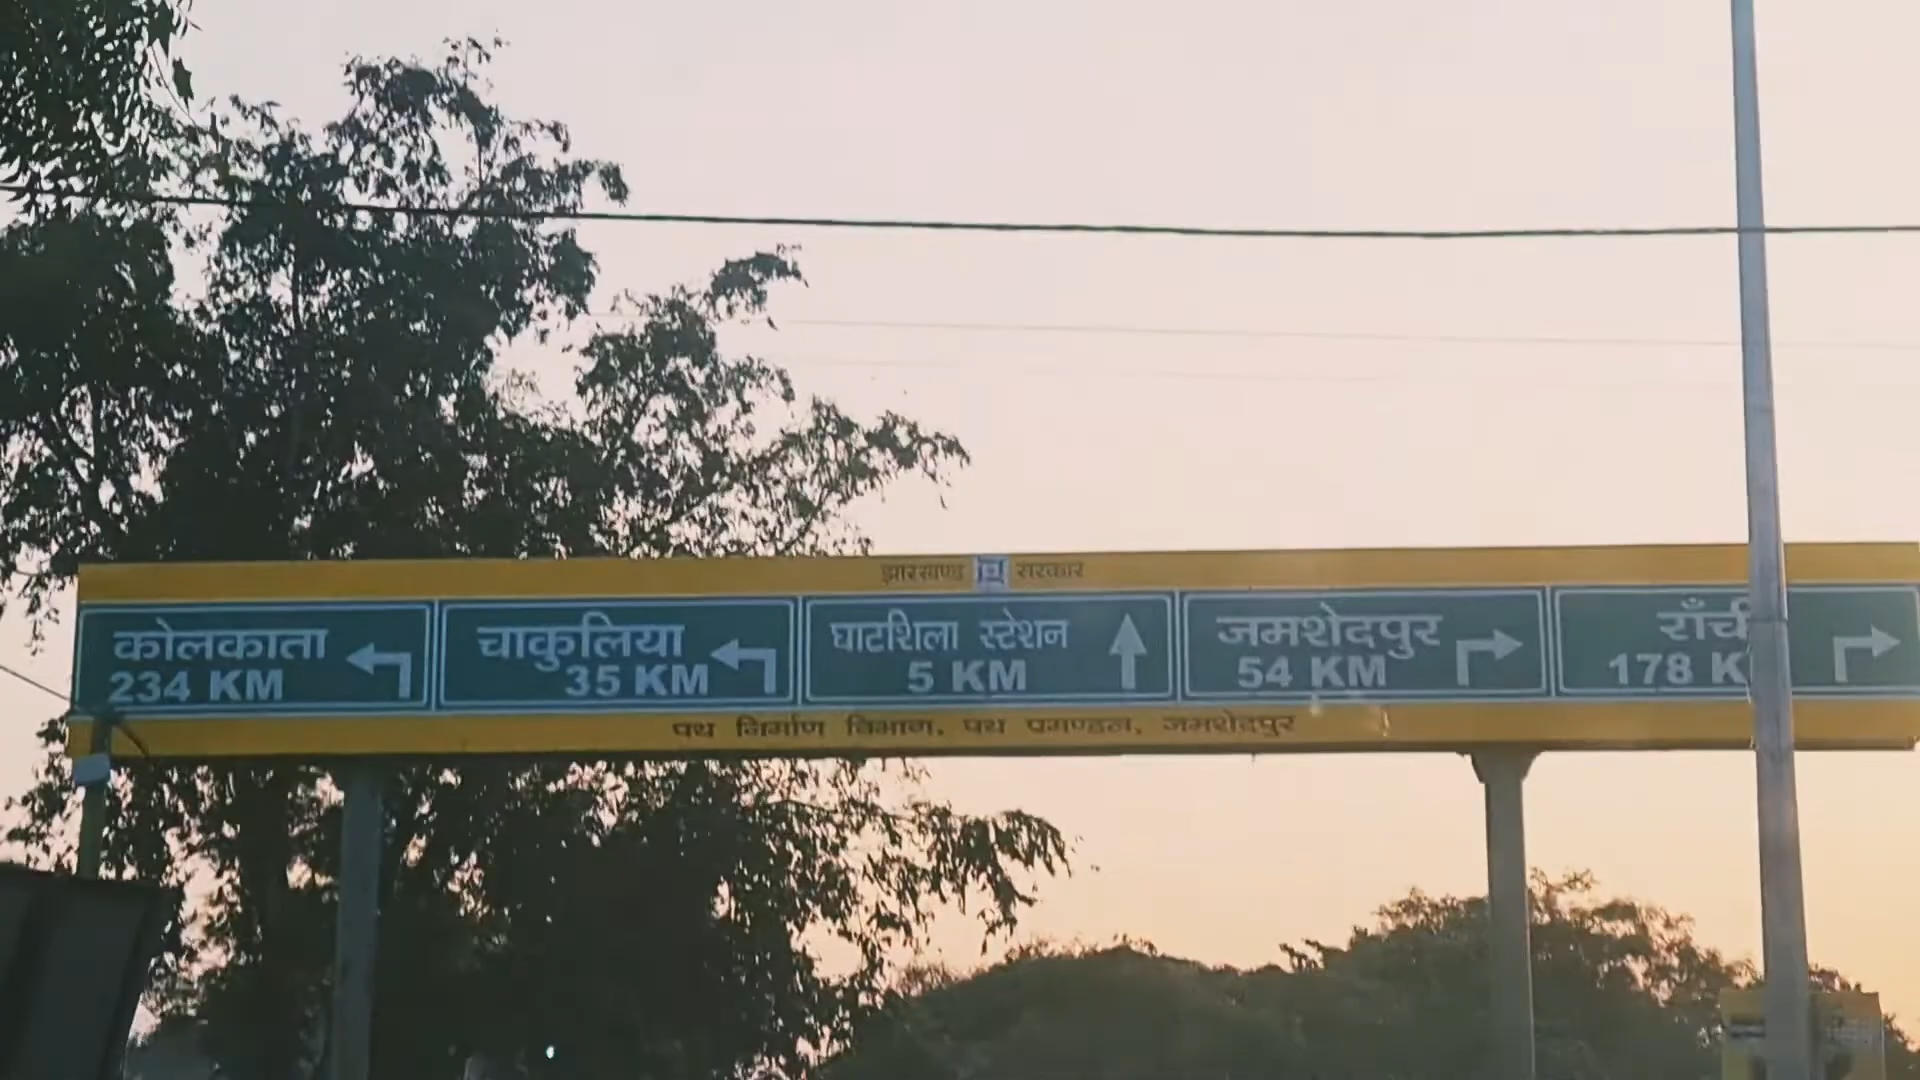 झारखण्ड सरकार
कोलकाता
234 KM
चाकुलिया
35 KM
घाटशिला स्टेशन
5 KM
जमशेदपुर
54 KM
राँची
178 K
पथ निर्माण विभाग, पथ प्रमण्डल, जमशेदपुर